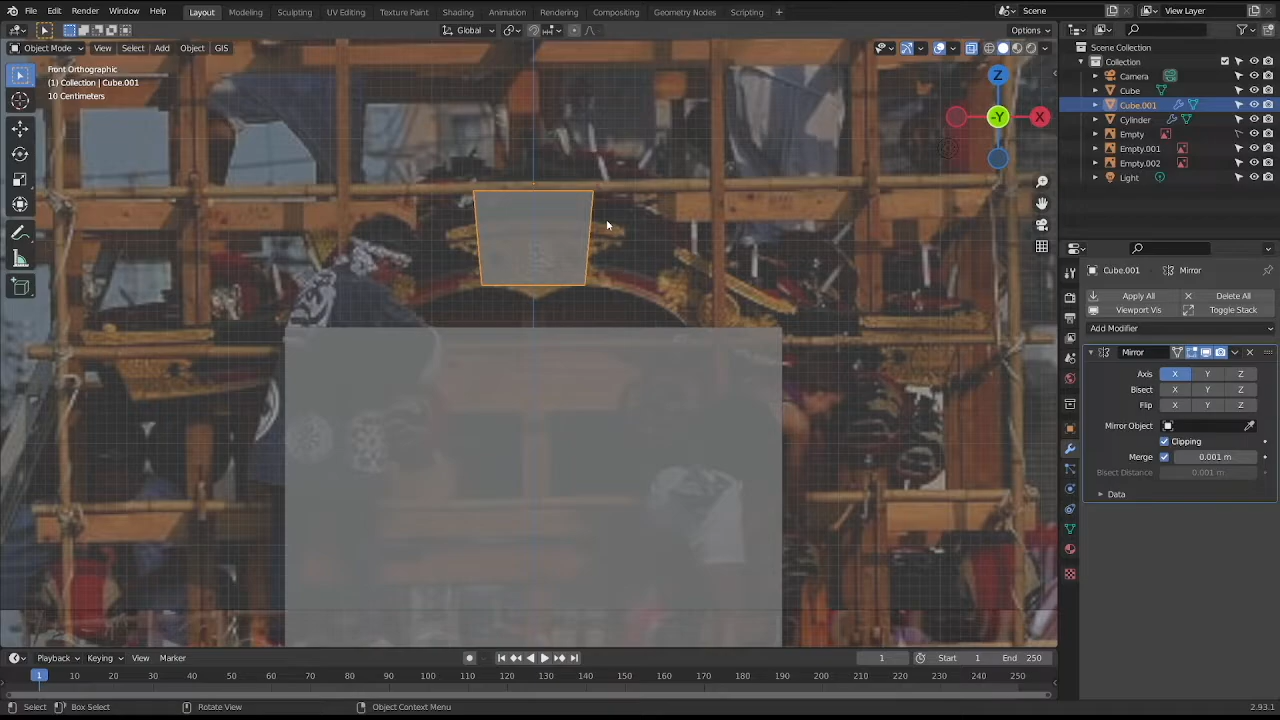 File Edit Render Window Help Layout Modeling Sculpting UV Editing Texture Paint Shading Animation Rendering Compositing Geometry Nodes Scripting Scene View Layer
Global Options
Object Mode View Select Add Object GIS
Front Orthographic
(1) Collection | Cube.001
10 Centimeters
Z
-Y
X
Scene Collection
Collection
Camera
Cube
Cube.001
Cylinder
Empty
Empty.001
Empty.002
Light
Cube.001 Mirror
Apply All Delete All
Viewport Vis Toggle Stack
Add Modifier
Mirror
Axis X Y Z
Bisect X Y Z
Flip X Y Z
Mirror Object
Clipping
Merge 0.001 m
Bisect Distance 0.001 m
Data
Playback Keying View Marker 1 Start 1 End 250
1 10 20 30 40 50 60 70 80 90 100 110 120 130 140 150 160 170 180 190 200 210 220 230 240 250
Select Box Select Rotate View Object Context Menu 2.93.1